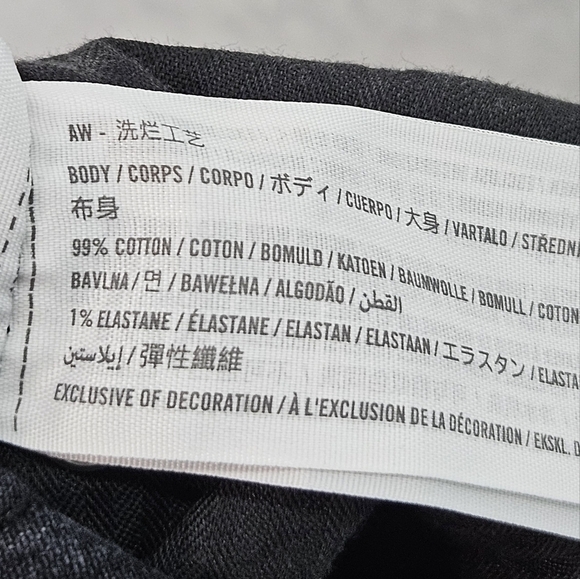 AW - 洗烂工艺
BODY / CORPS / CORPO / ボディ / CUERPO / 大身 / VARTALO / STŘEDNÍ
布身
99% COTTON / COTON / BOMULD / KATOEN / BAUMWOLLE / BOMULL / COTON
BAVLNA / 면 / BAWEŁNA / ALGODÃO / القطن
1% ELASTANE / ÉLASTANE / ELASTAN / ELASTAAN / エラスタン / ELASTA
إيلاستين / 彈性纖維
EXCLUSIVE OF DECORATION / À L'EXCLUSION DE LA DÉCORATION / EKSKL. D